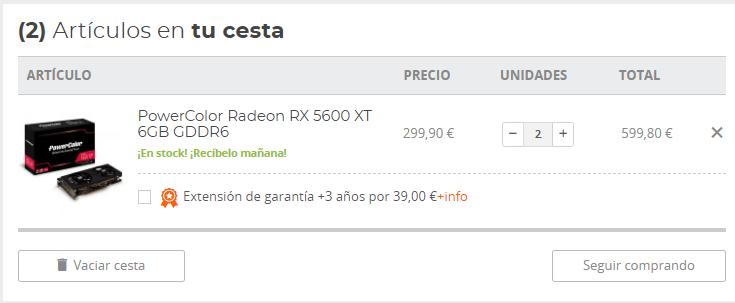 (2) Artículos en tu cesta
ARTÍCULO PRECIO UNIDADES TOTAL
PowerColor Radeon RX 5600 XT
6GB GDDR6
299,90 € − 2 + 599,80 € ×
¡En stock! ¡Recíbelo mañana!
Extensión de garantía +3 años por 39,00 €+info
Vaciar cesta
Seguir comprando
PowerColor